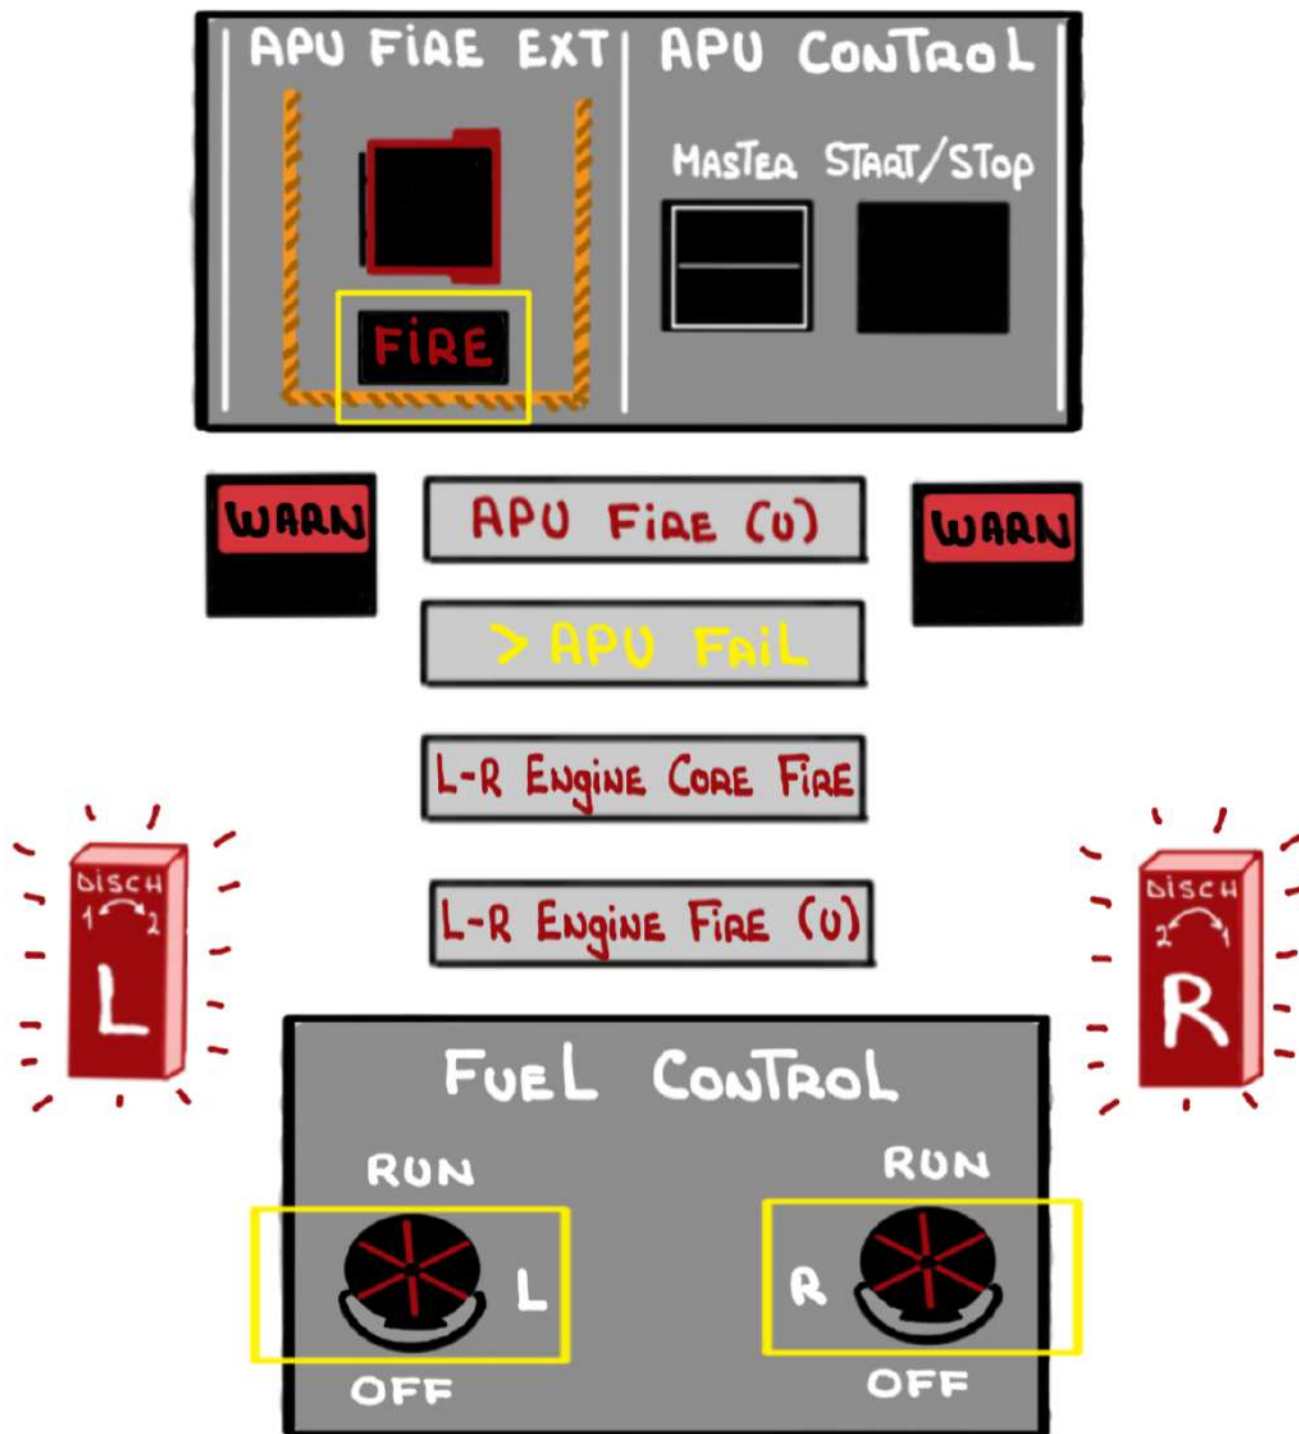 APU FiRE EXT
APU CONTROL
MASTER START/STOP
FiRE
WARN
APU FiRE (U)
WARN
> APU FAiL
L-R ENgiNE CORE FiRE
DiSCH
1 2
L
DiSCH
2 1
R
L-R ENgiNE FiRE (U)
FUEL CONTROL
RUN
RUN
L
R
OFF
OFF